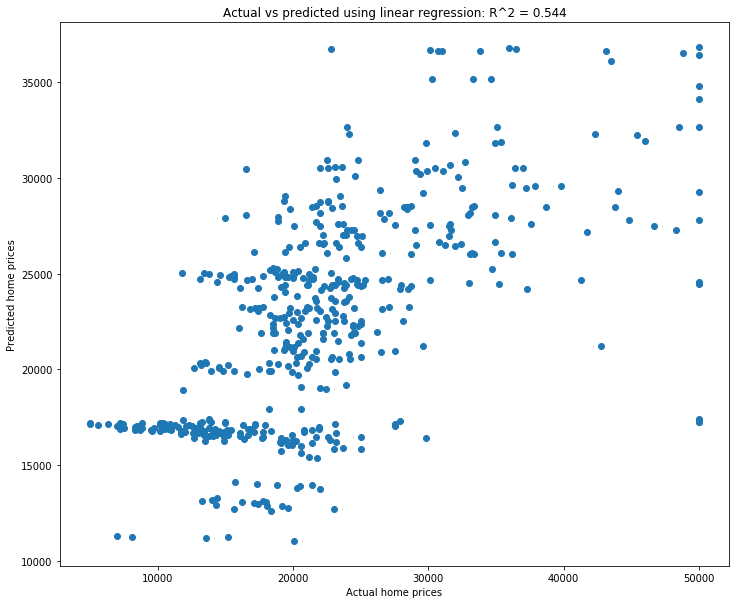 Actual vs predicted using linear regression: R^2 = 0.544
35000
30000
25000
20000
15000
10000
Predicted home prices
10000 20000 30000 40000 50000
Actual home prices